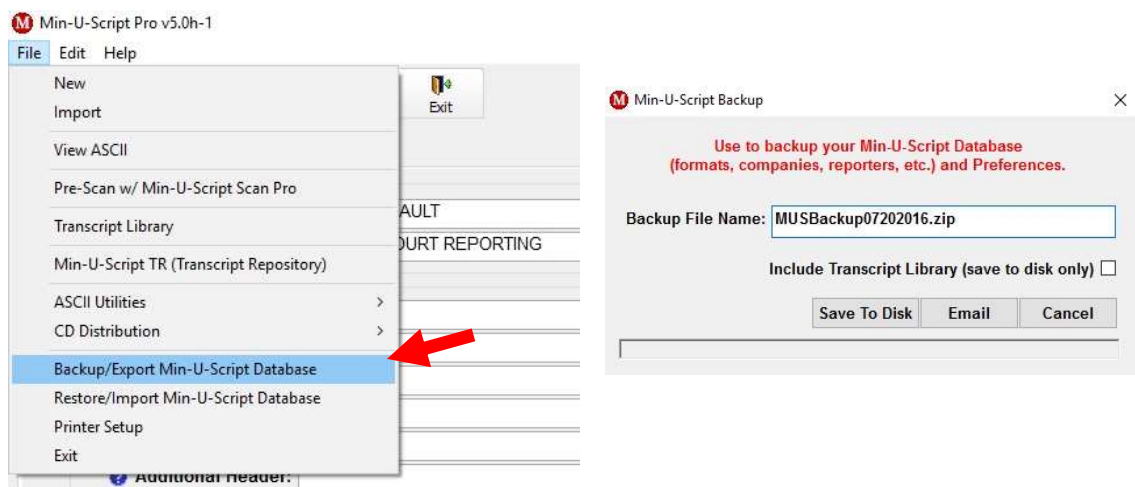 Min-U-Script Pro v5.0h-1
File Edit Help
New
Import
View ASCII
Pre-Scan w/ Min-U-Script Scan Pro
Transcript Library
Min-U-Script TR (Transcript Repository)
ASCII Utilities >
CD Distribution >
Backup/Export Min-U-Script Database
Restore/Import Min-U-Script Database
Printer Setup
Exit
Exit
AULT
OURT REPORTING
Additional Header:
Min-U-Script Backup
Use to backup your Min-U-Script Database
(formats, companies, reporters, etc.) and Preferences.
Backup File Name: MUSBackup07202016.zip
Include Transcript Library (save to disk only)
Save To Disk Email Cancel